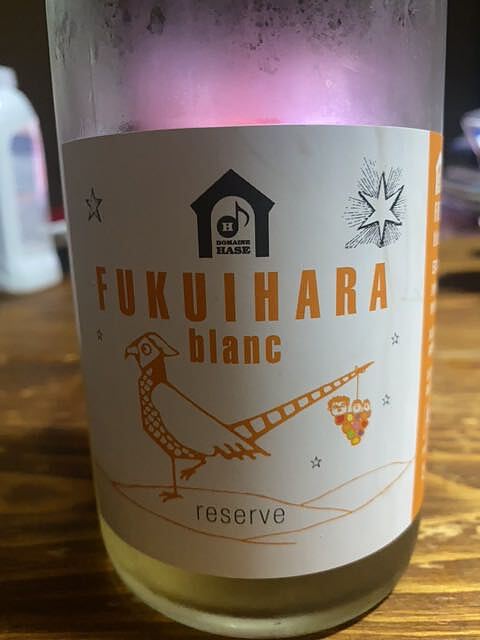 H
DOMAINE
HASE
FUKUIHARA
blanc
reserve